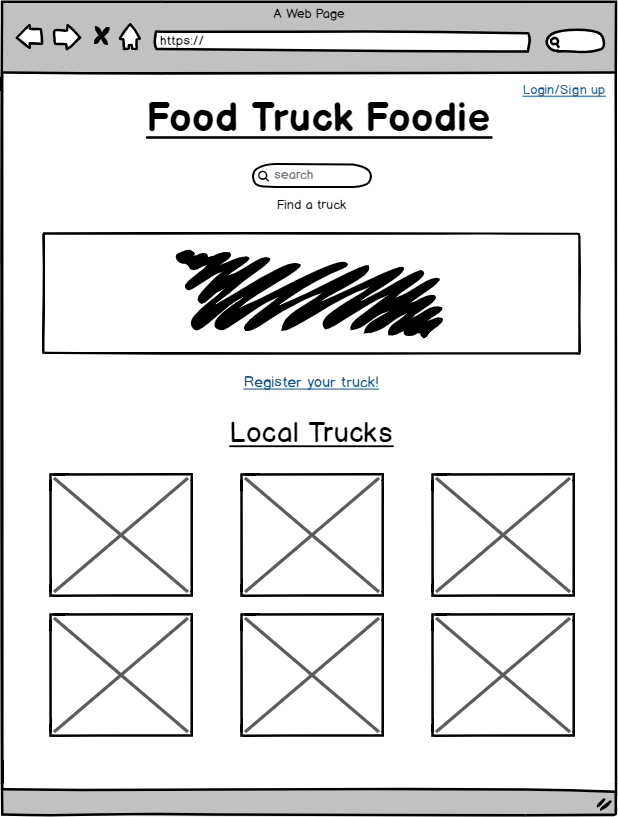 A Web Page
https://
Login/Sign up
Food Truck Foodie
search
Find a truck
Register your truck!
Local Trucks